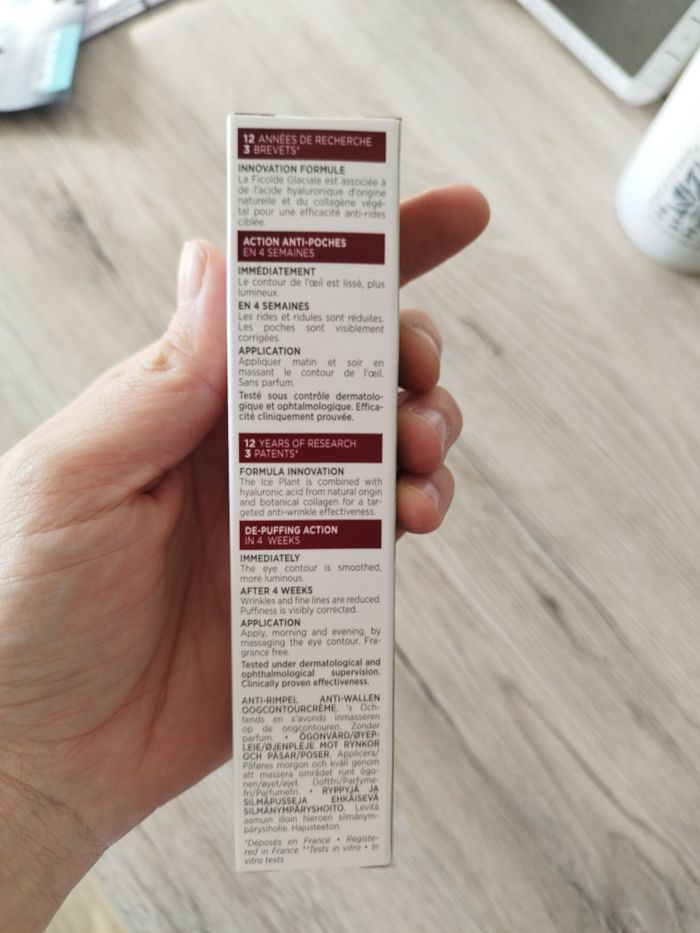 12 ANNÉES DE RECHERCHE
3 BREVETS*
INNOVATION FORMULE
La Ficoïde Glaciale est associée à
de l'acide hyaluronique d'origine
naturelle et du collagène végé-
tal pour une efficacité anti-rides
ciblée.
ACTION ANTI-POCHES
EN 4 SEMAINES
IMMÉDIATEMENT
Le contour de l'œil est lissé, plus
lumineux.
EN 4 SEMAINES
Les rides et ridules sont réduites.
Les poches sont visiblement
corrigées.
APPLICATION
Appliquer matin et soir en
massant le contour de l'œil.
Sans parfum.
Testé sous contrôle dermatolo-
gique et ophtalmologique. Effica-
cité cliniquement prouvée.
12 YEARS OF RESEARCH
3 PATENTS*
FORMULA INNOVATION
The Ice Plant is combined with
hyaluronic acid from natural origin
and botanical collagen for a tar-
geted anti-wrinkle effectiveness.
DE-PUFFING ACTION
IN 4 WEEKS
IMMEDIATELY
The eye contour is smoothed,
more luminous.
AFTER 4 WEEKS
Wrinkles and fine lines are reduced.
Puffiness is visibly corrected.
APPLICATION
Apply, morning and evening, by
massaging the eye contour. Fra-
grance free.
Tested under dermatological and
ophthalmological supervision.
Clinically proven effectiveness.
ANTI-RIMPEL ANTI-WALLEN
OOGCONTOURCRÈME. 's Och-
tends en s'avonds inmasseren
op de oogcontouren. Zonder
parfum. • ÖGONVÅRD/ØYEP-
LEIE/ØJENPLEJE MOT RYNKOR
OCH PÅSAR/POSER. Applicera/
Påføres morgon och kväll genom
att massera området runt ögo-
nen/øyet/øjet. Doftfri/Parfyme-
fri/Parfumefri. • RYPPYJÄ JA
SILMÄPUSSEJA EHKÄISEVÄ
SILMÄNYMPÄRYSHOITO. Levitä
aamuin illoin hieroen silmänym-
pärysiholle. Hajusteeton.
*Déposés en France • Registe-
red in France **Tests in vitro • In
vitro tests